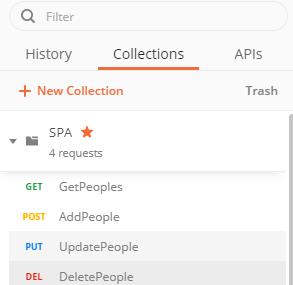 Filter
History Collections APIs
+ New Collection Trash
SPA
4 requests
GET GetPeoples
POST AddPeople
PUT UpdatePeople
DEL DeletePeople